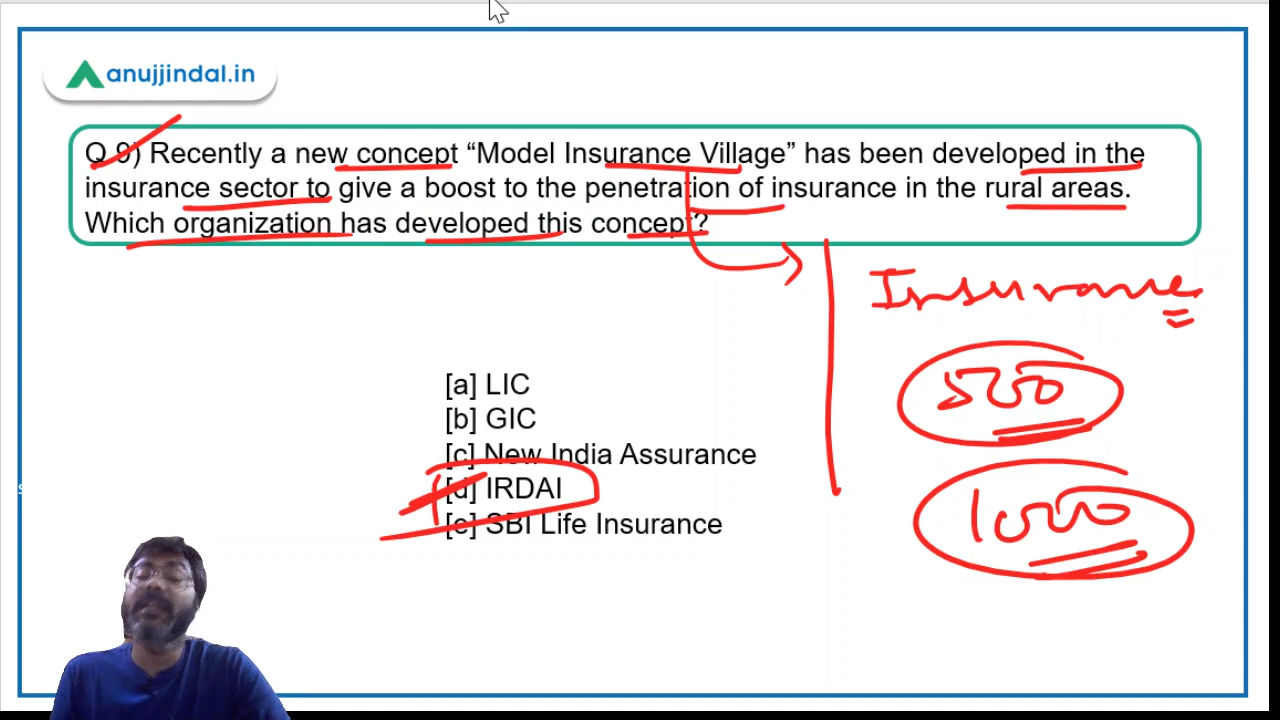 anujjindal.in
Q 9) Recently a new concept “Model Insurance Village” has been developed in the
insurance sector to give a boost to the penetration of insurance in the rural areas.
Which organization has developed this concept?
Insurance
500
1000
[a] LIC
[b] GIC
[c] New India Assurance
[d] IRDAI
[e] SBI Life Insurance